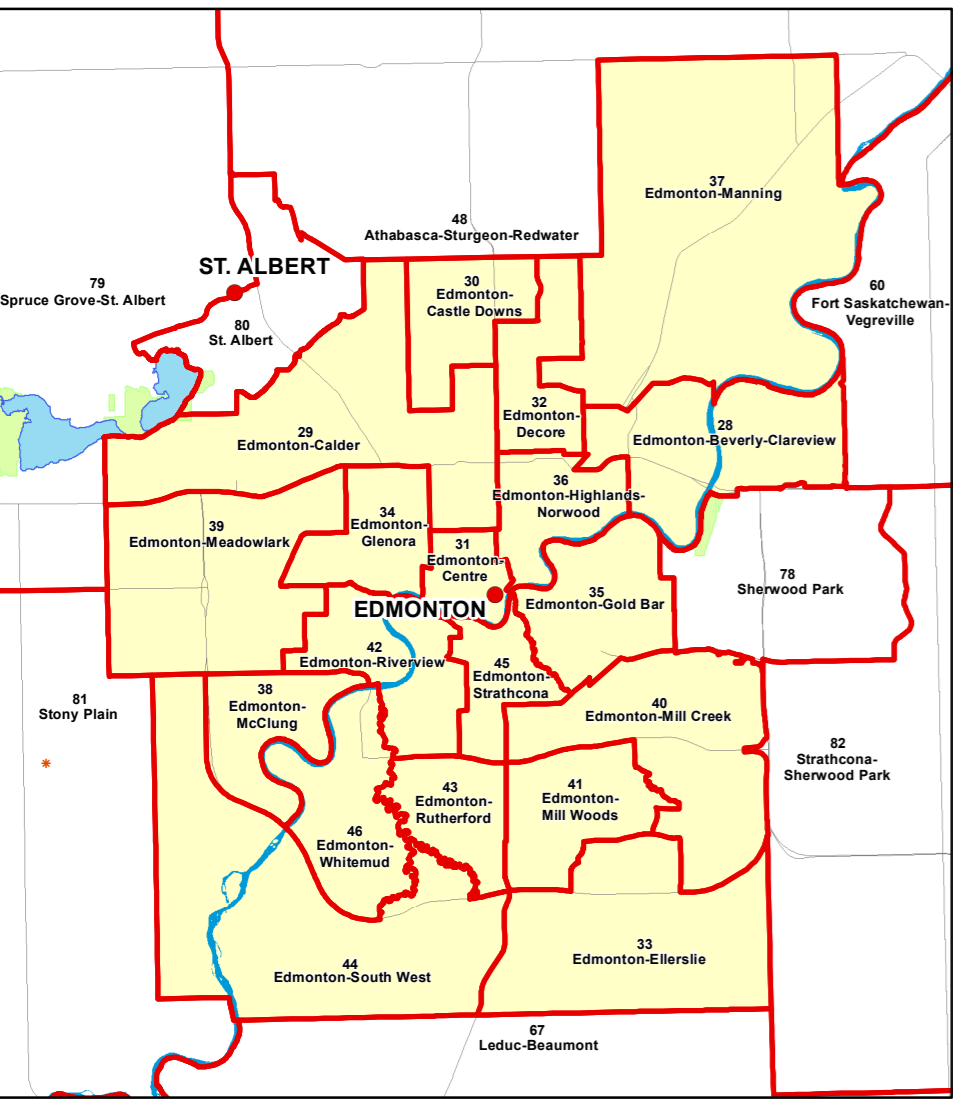 37
Edmonton-Manning
48
Athabasca-Sturgeon-Redwater
ST. ALBERT
79
Spruce Grove-St. Albert
30
Edmonton-
Castle Downs
60
Fort Saskatchewan-
Vegreville
80
St. Albert
32
Edmonton-
Decore
28
Edmonton-Beverly-Clareview
29
Edmonton-Calder
36
Edmonton-Highlands-
Norwood
34
Edmonton-
Glenora
39
Edmonton-Meadowlark
31
Edmonton-
Centre
78
Sherwood Park
35
Edmonton-Gold Bar
EDMONTON
42
Edmonton-Riverview
45
Edmonton-
Strathcona
38
Edmonton-
McClung
81
Stony Plain
40
Edmonton-Mill Creek
82
Strathcona-
Sherwood Park
43
Edmonton-
Rutherford
41
Edmonton-
Mill Woods
46
Edmonton-
Whitemud
33
Edmonton-Ellerslie
44
Edmonton-South West
67
Leduc-Beaumont